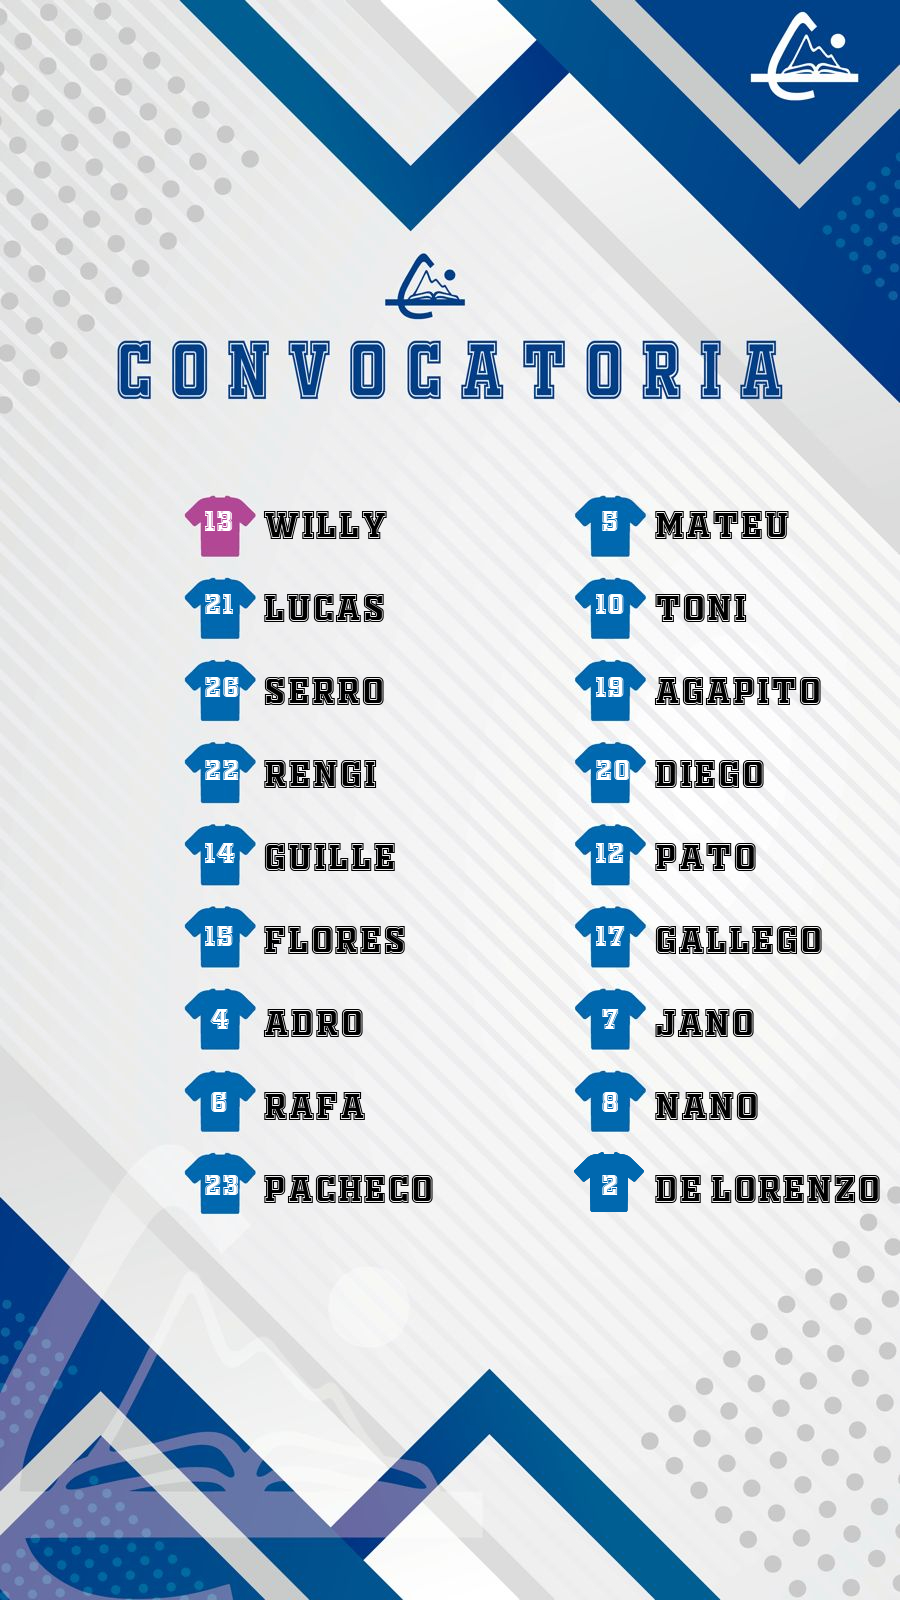 CONVOCATORIA
13 WILLY
21 LUCAS
26 SERRO
22 RENGI
14 GUILLE
15 FLORES
4 ADRO
6 RAFA
23 PACHECO
5 MATEU
10 TONI
19 AGAPITO
20 DIEGO
12 PATO
17 GALLEGO
7 JANO
8 NANO
2 DE LORENZO